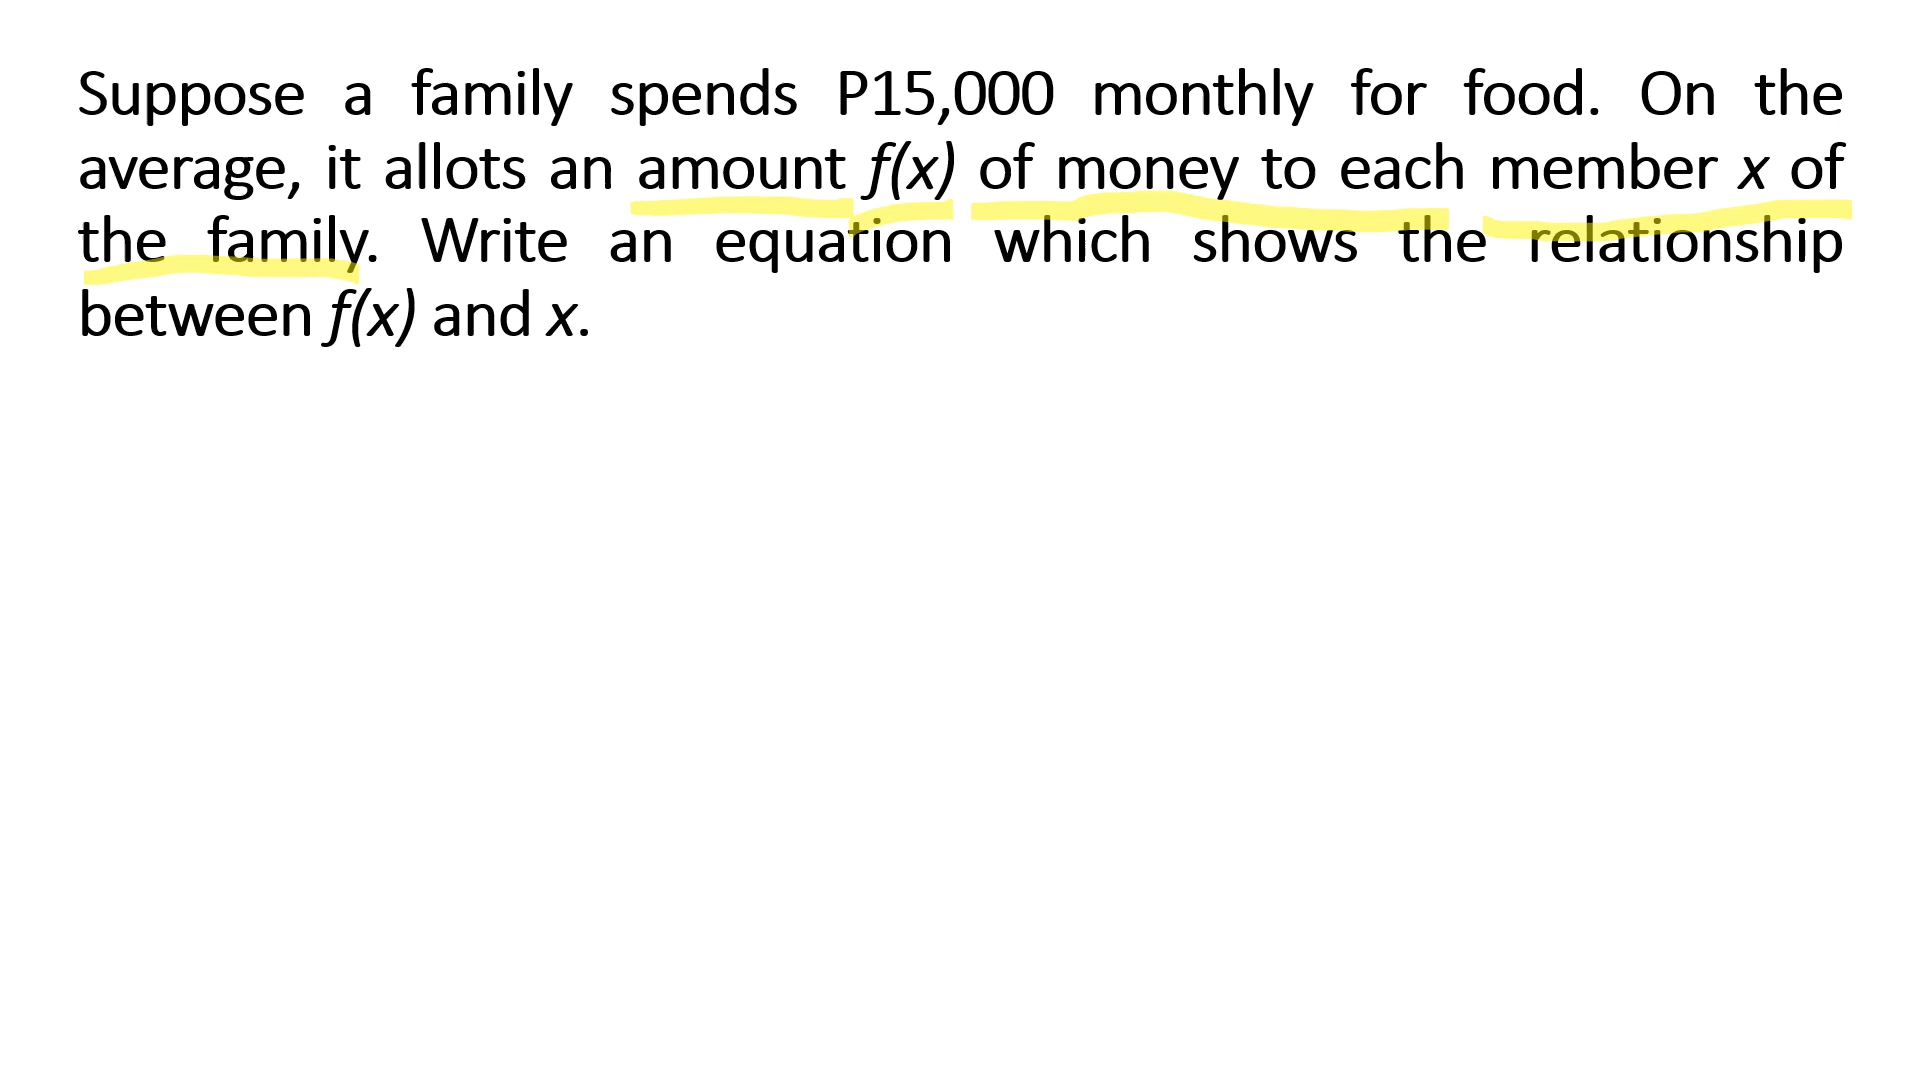 Suppose a family spends P15,000 monthly for food. On the
average, it allots an amount f(x) of money to each member x of
the family. Write an equation which shows the relationship
between f(x) and x.